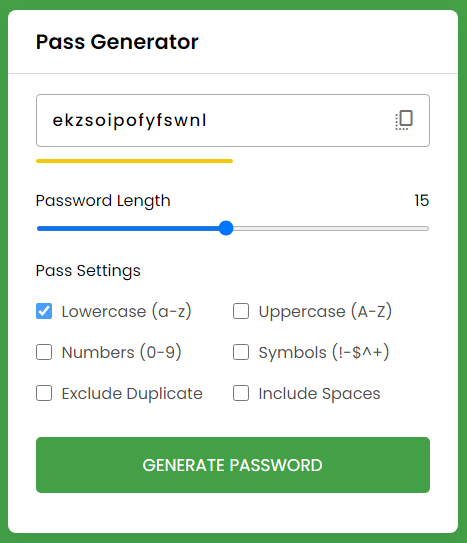 Pass Generator
ekzsoipofyfswnl
Password Length 15
Pass Settings
Lowercase (a-z) Uppercase (A-Z)
Numbers (0-9) Symbols (!-$^+)
Exclude Duplicate Include Spaces
GENERATE PASSWORD